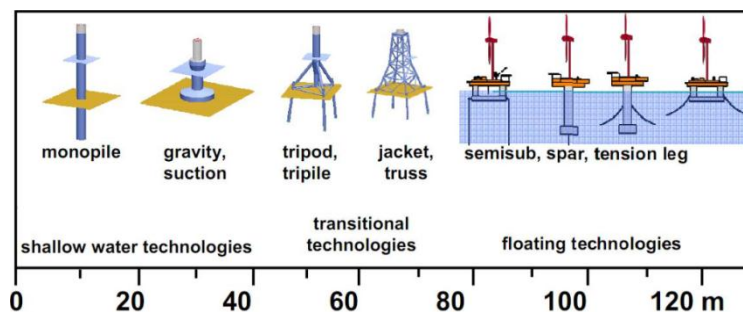 monopile
gravity,
suction
tripod,
tripile
jacket,
truss
semisub, spar, tension leg
shallow water technologies
transitional
technologies
floating technologies
0 20 40 60 80 100 120 m